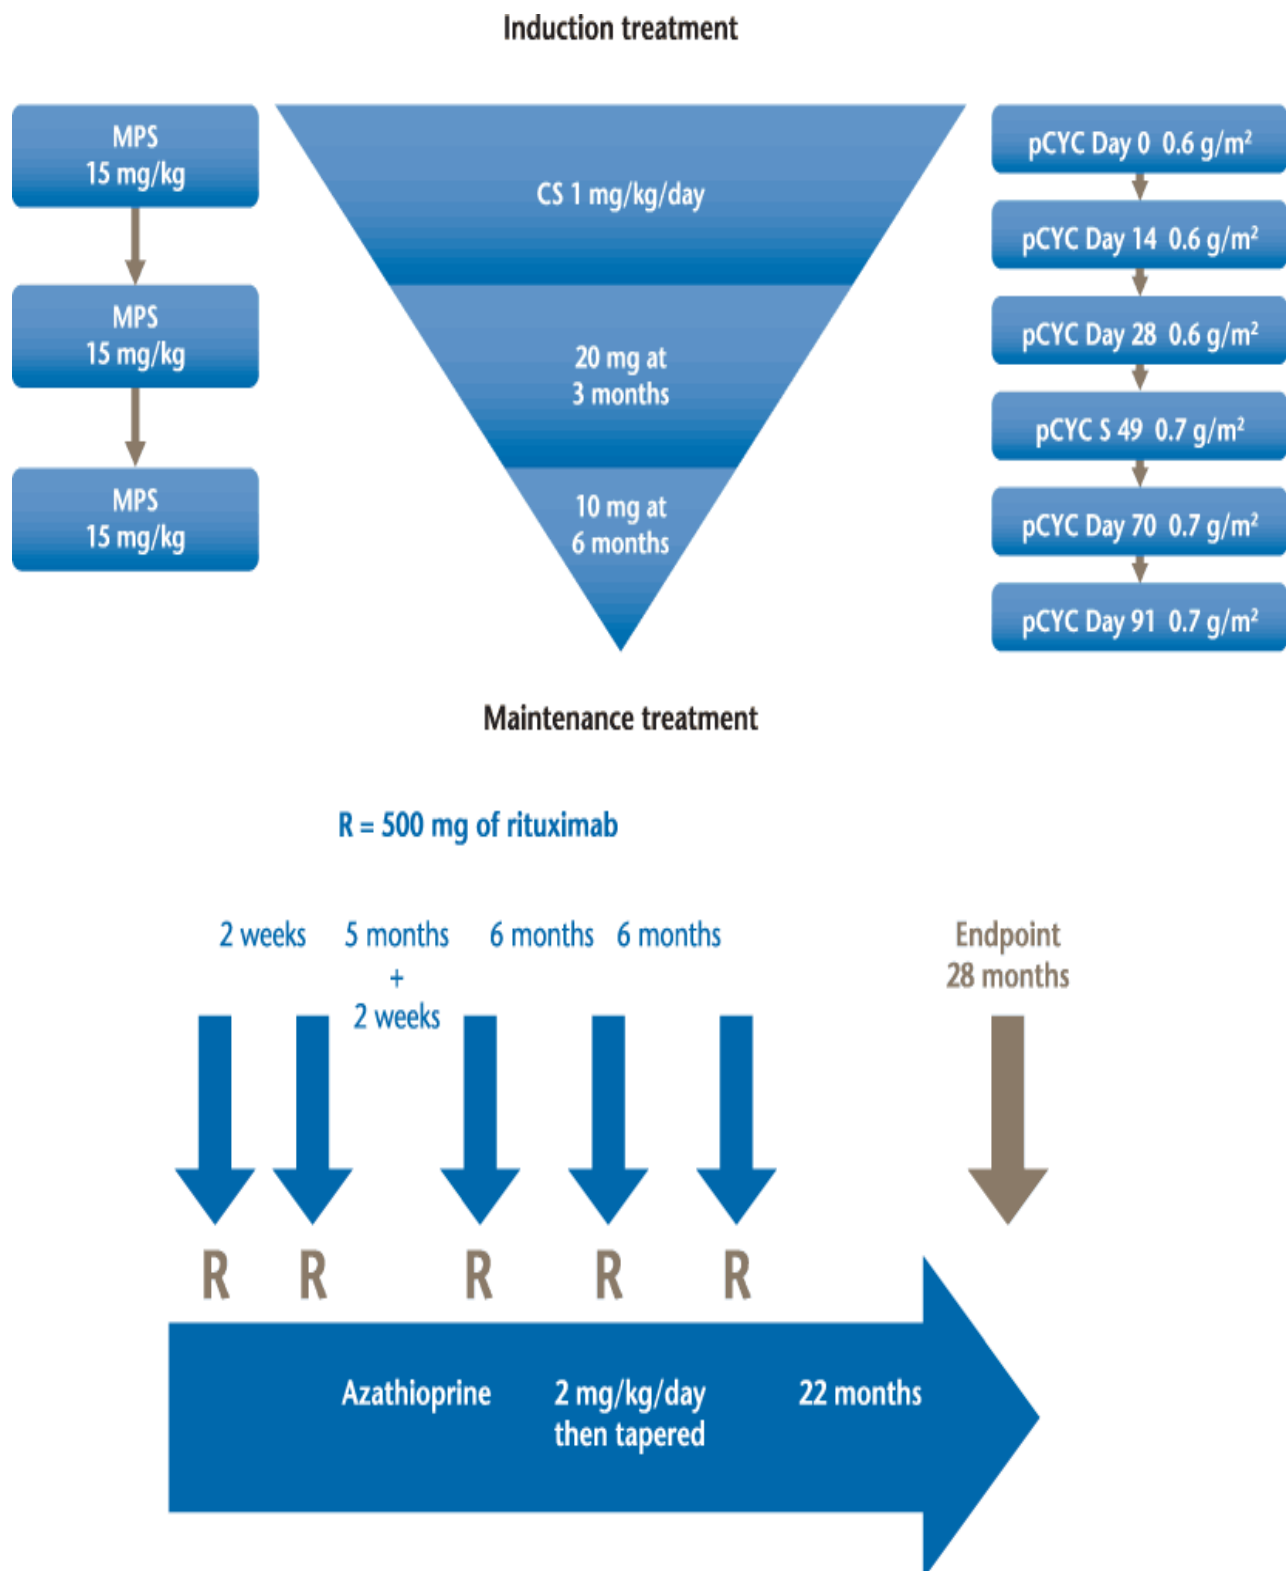 Induction treatment
MPS
15 mg/kg
MPS
15 mg/kg
MPS
15 mg/kg
CS 1 mg/kg/day
20 mg at
3 months
10 mg at
6 months
pCYC Day 0 0.6 g/m²
pCYC Day 14 0.6 g/m²
pCYC Day 28 0.6 g/m²
pCYC S 49 0.7 g/m²
pCYC Day 70 0.7 g/m²
pCYC Day 91 0.7 g/m²
Maintenance treatment
R = 500 mg of rituximab
2 weeks
5 months
+
2 weeks
6 months
6 months
Endpoint
28 months
R R R R R
Azathioprine
2 mg/kg/day
then tapered
22 months